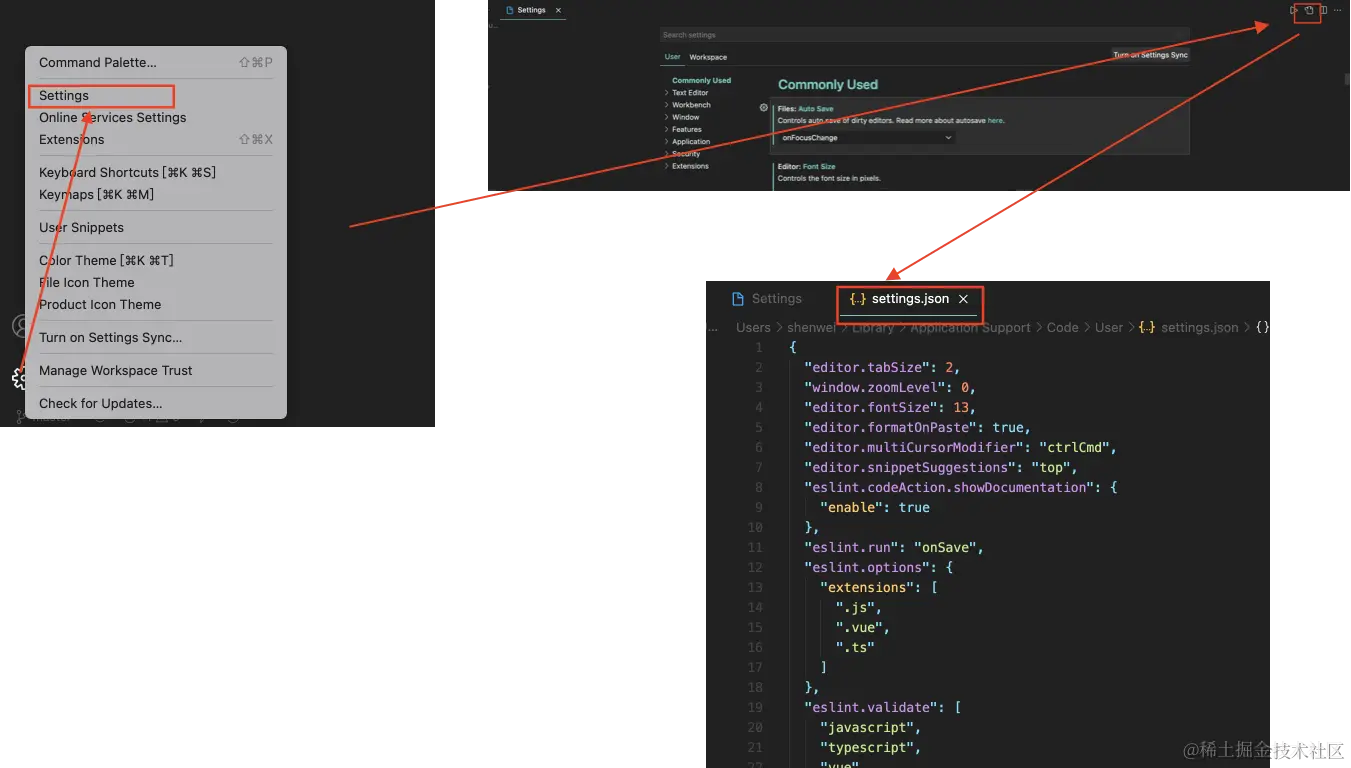 Command Palette... ⇧⌘P
Settings
Online Services Settings
Extensions ⇧⌘X
Keyboard Shortcuts [⌘K ⌘S]
Keymaps [⌘K ⌘M]
User Snippets
Color Theme [⌘K ⌘T]
File Icon Theme
Product Icon Theme
Turn on Settings Sync...
Manage Workspace Trust
Check for Updates...
Settings ×
Search settings
User Workspace
Turn on Settings Sync
Commonly Used
Text Editor
Workbench
Window
Features
Application
Security
Extensions
Commonly Used
Files: Auto Save
Controls auto save of dirty editors. Read more about autosave here.
onFocusChange
Editor: Font Size
Controls the font size in pixels.
Settings {..} settings.json ×
... Users > shenwei > Library > Application Support > Code > User > {..} settings.json > {}
1 {
2 "editor.tabSize": 2,
3 "window.zoomLevel": 0,
4 "editor.fontSize": 13,
5 "editor.formatOnPaste": true,
6 "editor.multiCursorModifier": "ctrlCmd",
7 "editor.snippetSuggestions": "top",
8 "eslint.codeAction.showDocumentation": {
9 "enable": true
10 },
11 "eslint.run": "onSave",
12 "eslint.options": {
13 "extensions": [
14 ".js",
15 ".vue",
16 ".ts"
17 ]
18 },
19 "eslint.validate": [
20 "javascript",
21 "typescript",
22 "vue"
@稀土掘金技术社区